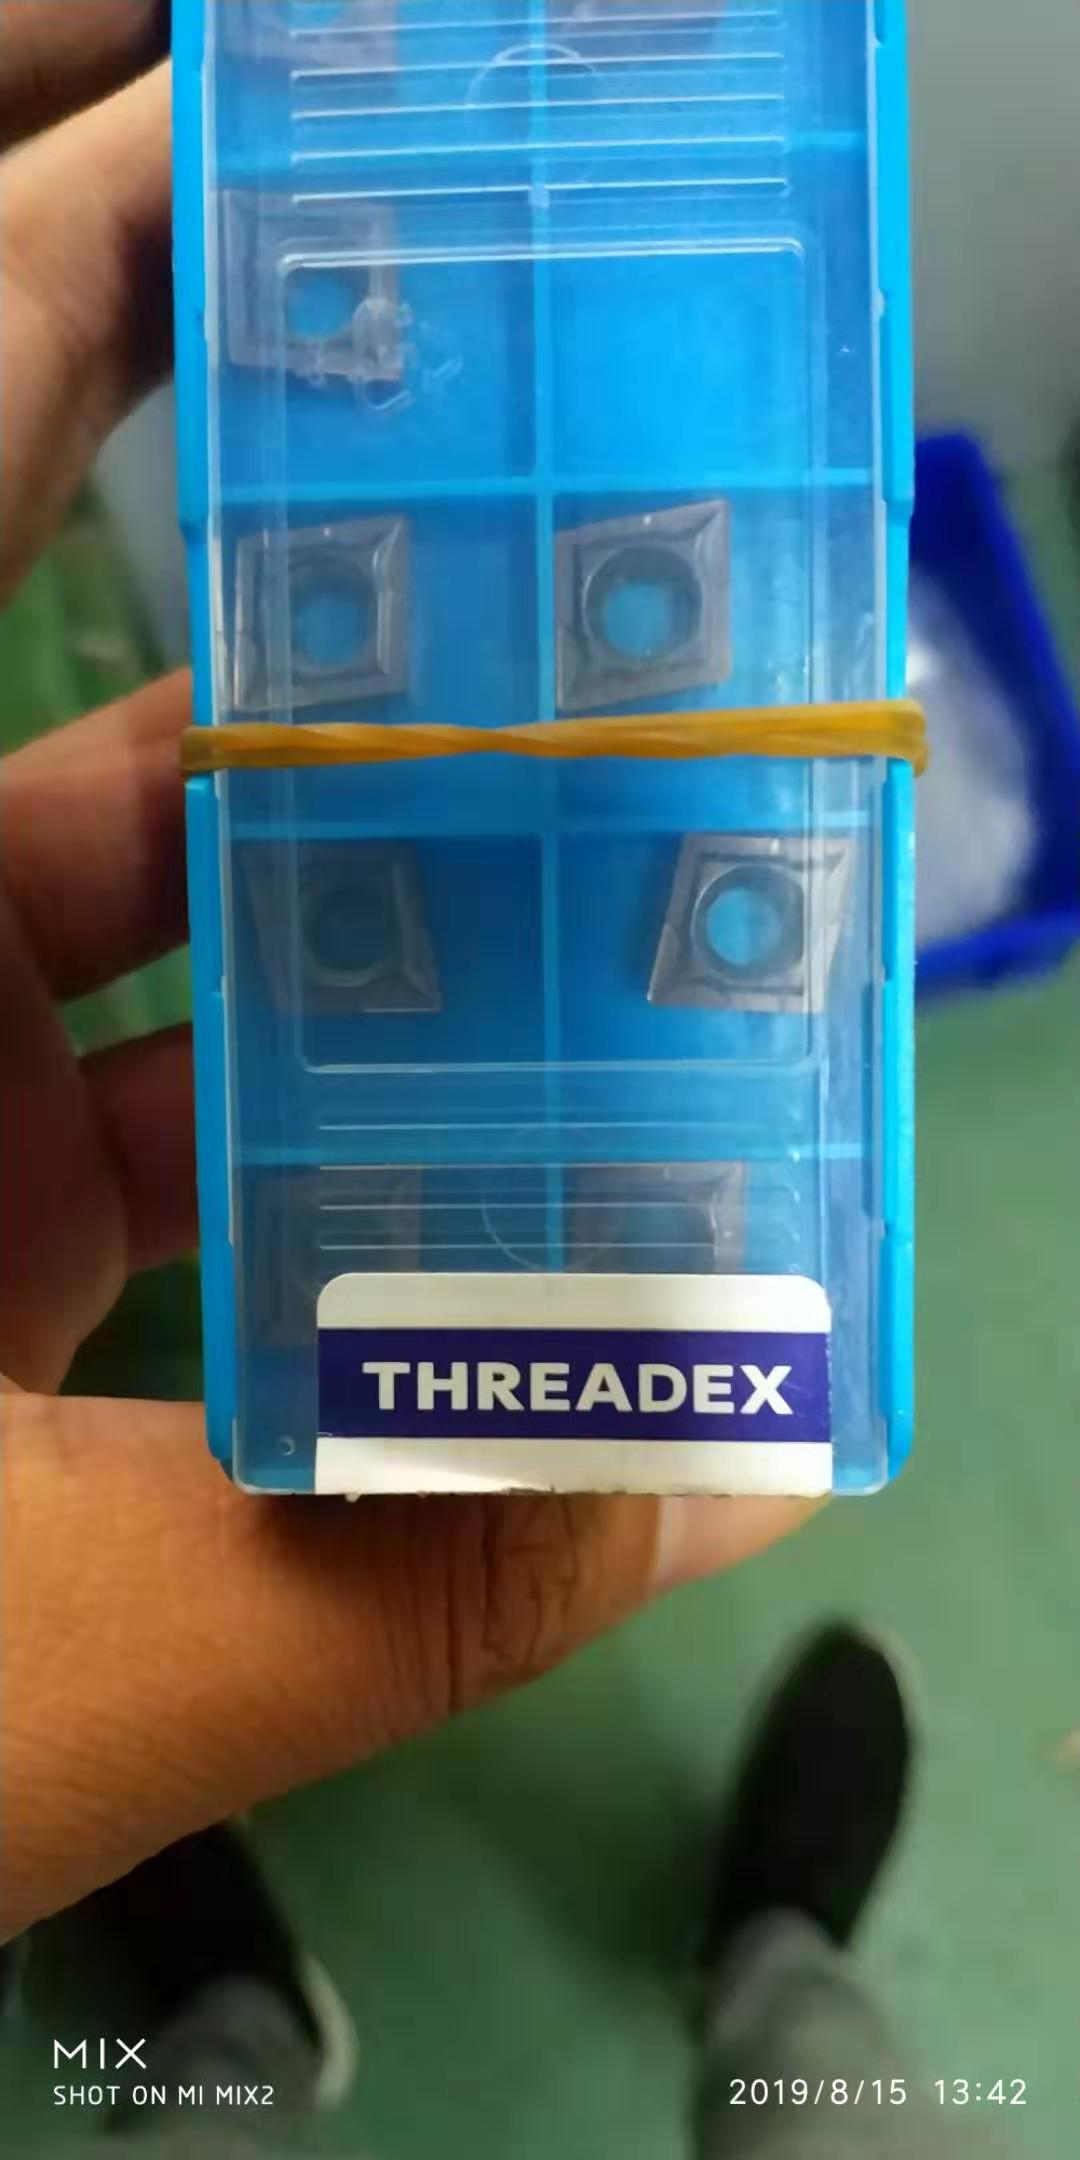 THREADEX
MIX
SHOT ON MI MIX2
2019/8/15 13:42